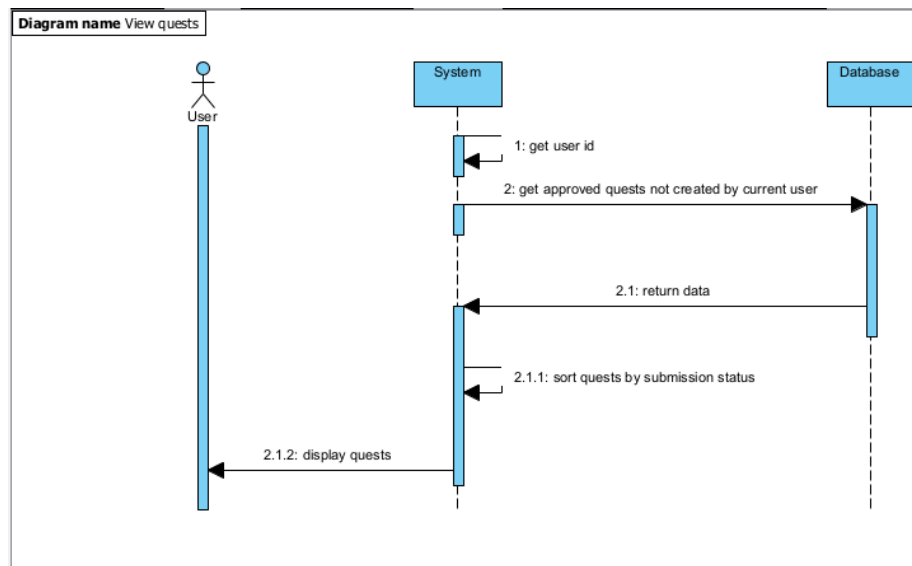 Diagram name View quests
System
Database
User
1: get user id
2: get approved quests not created by current user
2.1: return data
2.1.1: sort quests by submission status
2.1.2: display quests